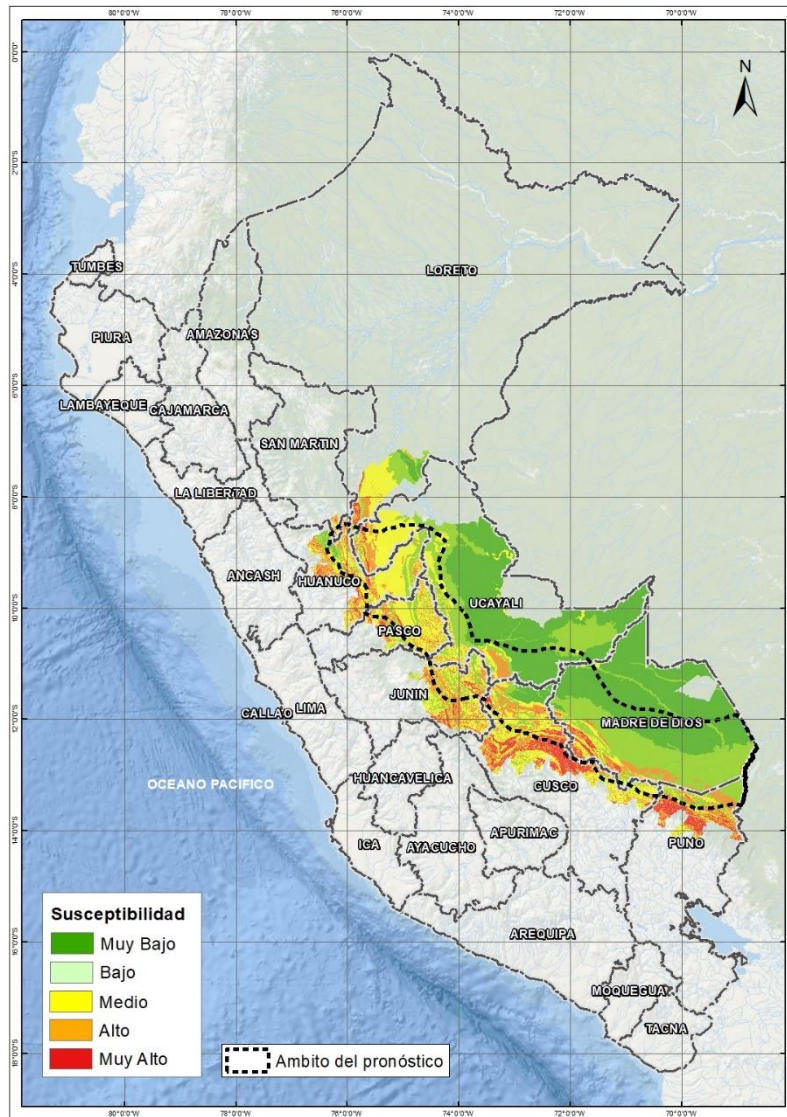 80°0'0"O
78°0'0"O
76°0'0"O
74°0'0"O
72°0'0"O
70°0'0"O
0°0'0"
N
2°0'0"S
TUMBES
LORETO
4°0'0"S
PIURA
AMAZONAS
6°0'0"S
LAMBAYEQUE
CAJAMARCA
SAN MARTIN
8°0'0"S
LA LIBERTAD
ANCASH
HUANUCO
UCAYALI
10°0'0"S
PASCO
JUNIN
12°0'0"S
CALLAO
LIMA
MADRE DE DIOS
HUANCAVELICA
OCEANO PACÍFICO
CUSCO
14°0'0"S
ICA
AYACUCHO
APURIMAC
PUNO
AREQUIPA
16°0'0"S
MOQUEGUA
TACNA
18°0'0"S
Susceptibilidad
Muy Bajo
Bajo
Medio
Alto
Muy Alto
Ambito del pronóstico
80°0'0"O
78°0'0"O
76°0'0"O
74°0'0"O
72°0'0"O
70°0'0"O